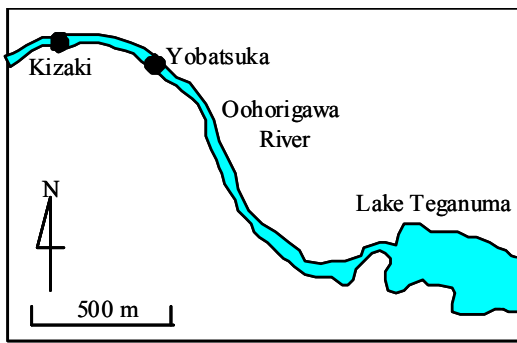 Kizaki
Yobatsuka
Oohorigawa
River
Lake Teganuma
N
500 m